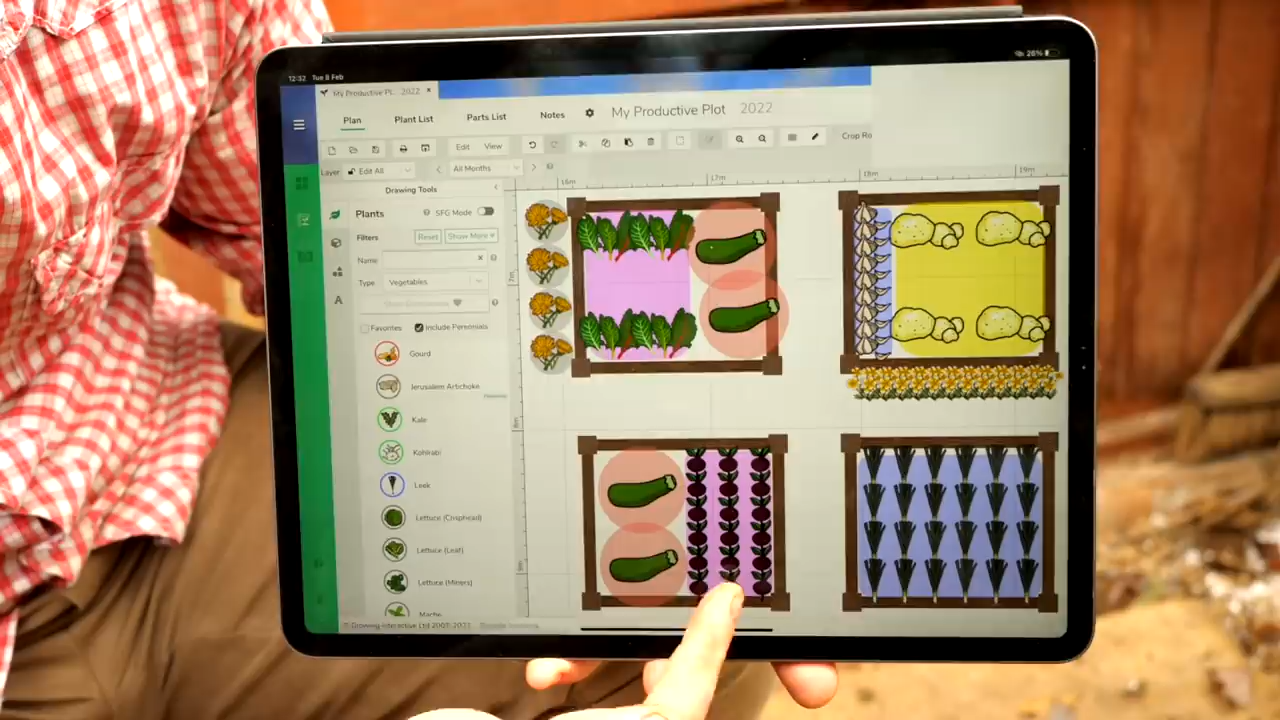 12:32 Tue 8 Feb
26%
My Productive Pl... 2022
Plan
Plant List
Parts List
Notes
My Productive Plot 2022
Edit
View
Crop Ro
Layer
Edit All
All Months
16m
17m
18m
19m
Drawing Tools
Plants
SFG Mode
Filters
Reset
Show More
Name
Type
Vegetables
Favorites
Include Perennials
Gourd
Jerusalem Artichoke
Kale
Kohlrabi
Leek
Lettuce (Crisphead)
Lettuce (Leaf)
Lettuce (Miners)
Mache